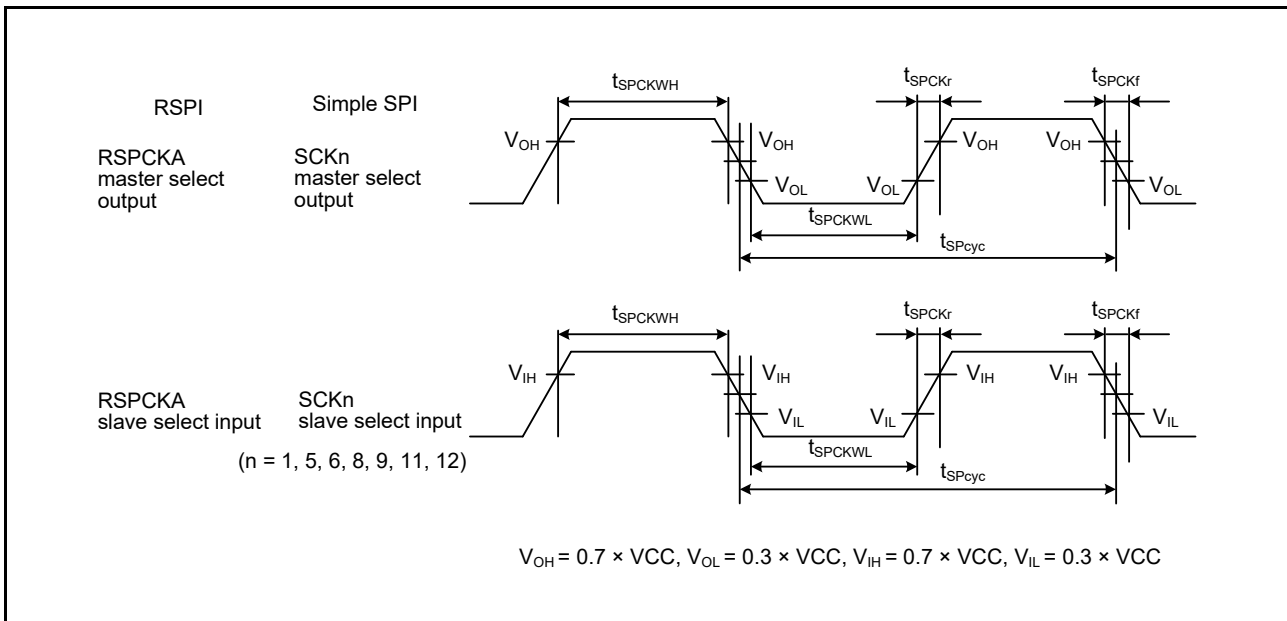 RSPI
Simple SPI
RSPCKA
master select
output
SCKn
master select
output
tSPCKWH
tSPCKr
tSPCKf
VOH
VOH
VOH
VOH
VOL
VOL
VOL
tSPCKWL
tSPcyc
RSPCKA
slave select input
SCKn
slave select input
(n = 1, 5, 6, 8, 9, 11, 12)
tSPCKWH
tSPCKr
tSPCKf
VIH
VIH
VIH
VIH
VIL
VIL
VIL
tSPCKWL
tSPcyc
VOH = 0.7 × VCC, VOL = 0.3 × VCC, VIH = 0.7 × VCC, VIL = 0.3 × VCC